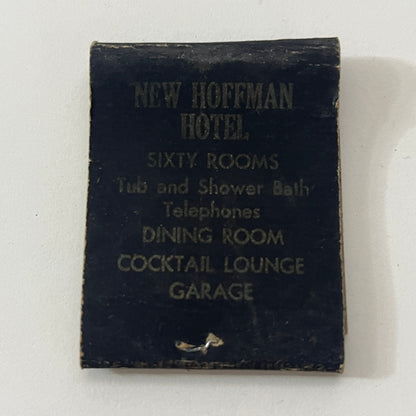 NEW HOFFMAN
HOTEL
SIXTY ROOMS
Tub and Shower Bath
Telephones
DINING ROOM
COCKTAIL LOUNGE
GARAGE